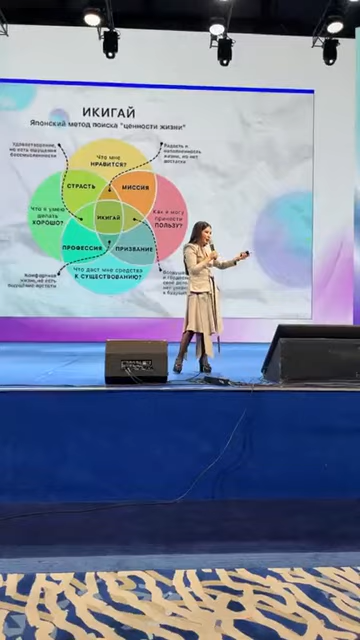 ИКИГАЙ
Японский метод поиска "ценности жизни"
Удовлетворение,
но есть ощущение
бессмысленности
Радость и
наполненность
жизни, но нет
достатка
Что мне
НРАВИТСЯ?
СТРАСТЬ
МИССИЯ
Что я умею
делать
ХОРОШО?
ИКИГАЙ
Как я могу
приносить
ПОЛЬЗУ?
ПРОФЕССИЯ
ПРИЗВАНИЕ
Что даст мне средства
К СУЩЕСТВОВАНИЮ?
Комфортная
жизнь, но есть
ощущение пустоты